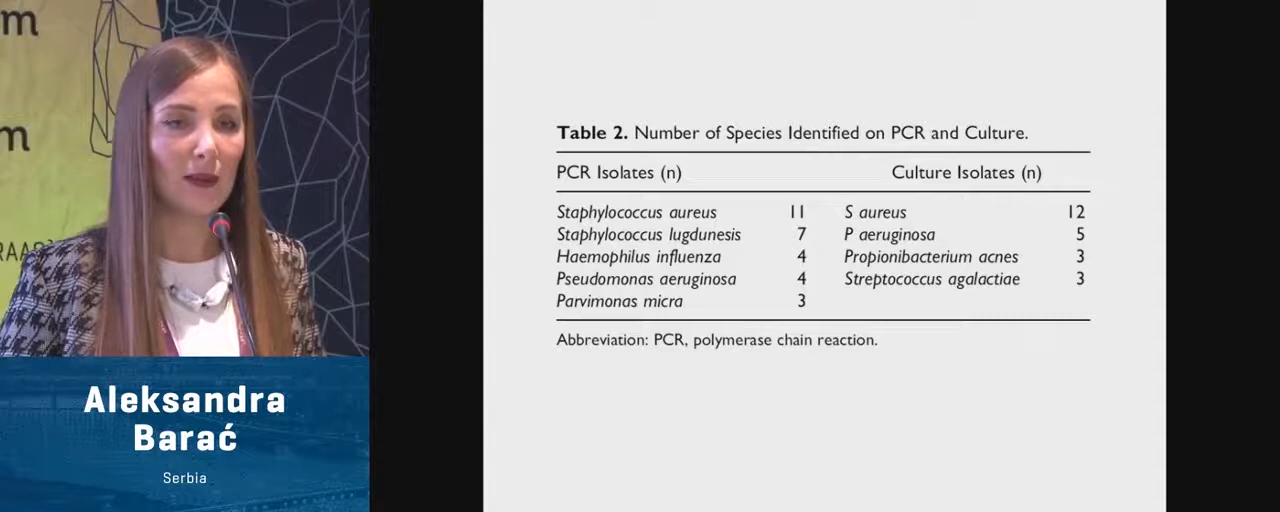 m
m
RAAS
Aleksandra
Barać
Serbia
Table 2. Number of Species Identified on PCR and Culture.
PCR Isolates (n) Culture Isolates (n)
Staphylococcus aureus 11 S aureus 12
Staphylococcus lugdunesis 7 P aeruginosa 5
Haemophilus influenza 4 Propionibacterium acnes 3
Pseudomonas aeruginosa 4 Streptococcus agalactiae 3
Parvimonas micra 3
Abbreviation: PCR, polymerase chain reaction.